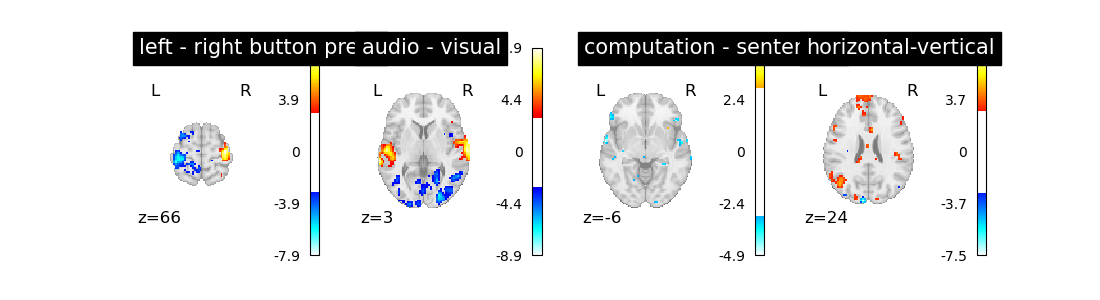 left - right button pre
audio - visual
computation - senter
horizontal-vertical
L R
L R
L R
L R
3.9
0
-3.9
-7.9
.9
4.4
0
-4.4
-8.9
2.4
0
-2.4
-4.9
3.7
0
-3.7
-7.5
z=66
z=3
z=-6
z=24